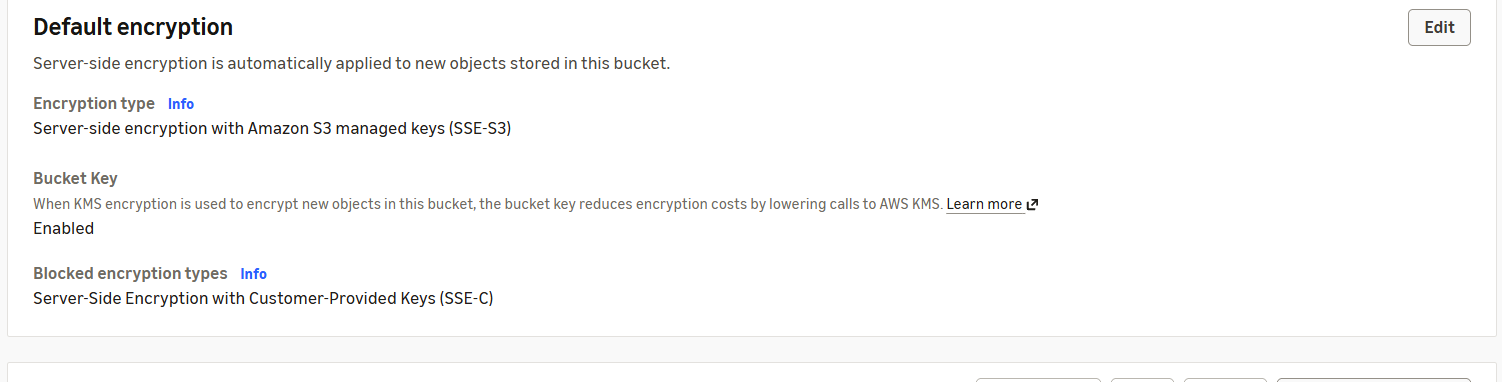 Default encryption
Edit
Server-side encryption is automatically applied to new objects stored in this bucket.
Encryption type Info
Server-side encryption with Amazon S3 managed keys (SSE-S3)
Bucket Key
When KMS encryption is used to encrypt new objects in this bucket, the bucket key reduces encryption costs by lowering calls to AWS KMS. Learn more
Enabled
Blocked encryption types Info
Server-Side Encryption with Customer-Provided Keys (SSE-C)